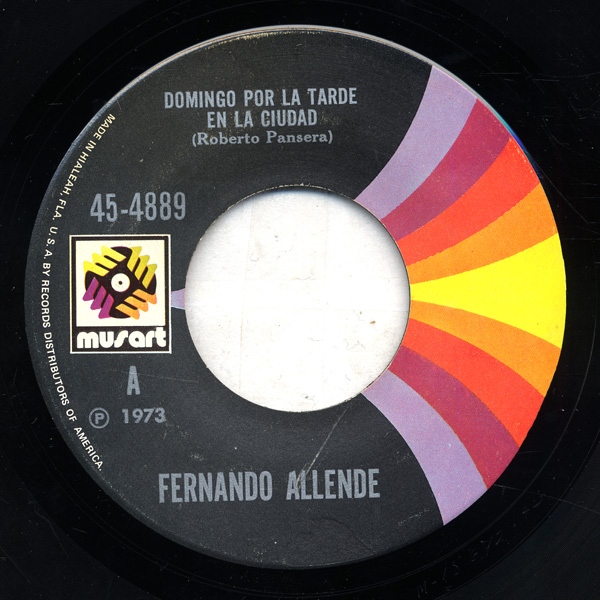 DOMINGO POR LA TARDE
EN LA CIUDAD
(Roberto Pansera)
45-4889
musart
A
Ⓟ 1973
FERNANDO ALLENDE
MADE IN HIALEAH, FLA. U.S.A. BY RECORDS DISTRIBUTORS OF AMERICA.